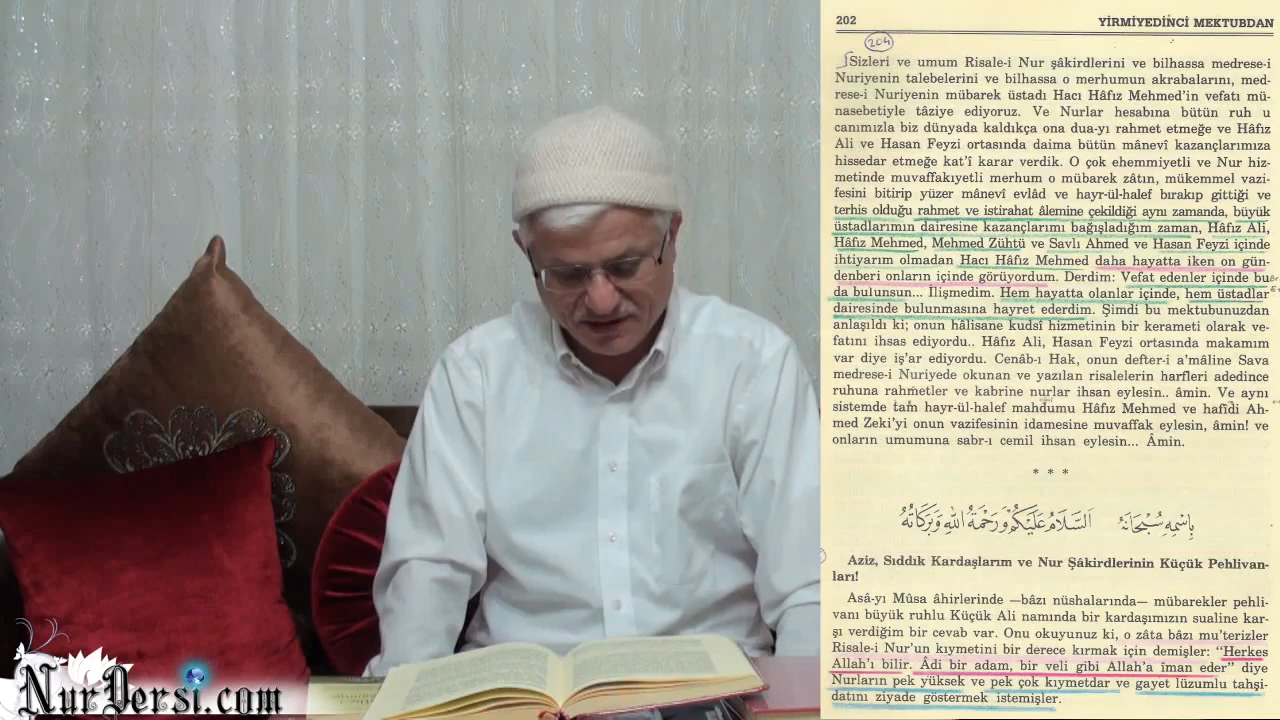 202
YİRMİYEDİNCİ MEKTUBDAN
204
Sizleri ve umum Risale-i Nur şâkirdlerini ve bilhassa medrese-i
Nuriyenin talebelerini ve bilhassa o merhumun akrabalarını, med-
rese-i Nuriyenin mübarek üstadı Hacı Hâfız Mehmed'in vefatı mü-
nasebetiyle tâziye ediyoruz. Ve Nurlar hesabına bütün ruh u
canımızla biz dünyada kaldıkça ona dua-yı rahmet etmeğe ve Hâfız
Ali ve Hasan Feyzi ortasında daima bütün mânevî kazançlarımıza
hissedar etmeğe kat'î karar verdik. O çok ehemmiyetli ve Nur hiz-
metinde muvaffakıyetli merhum o mübarek zâtın, mükemmel vazi-
fesini bitirip yüzer mânevî evlâd ve hayr-ül-halef bırakıp gittiği ve
terhis olduğu rahmet ve istirahat âlemine çekildiği aynı zamanda, büyük
üstadlarımın dairesine kazançlarımı bağışladığım zaman, Hâfız Ali,
Hâfız Mehmed, Mehmed Zühtü ve Savlı Ahmed ve Hasan Feyzi içinde
ihtiyarım olmadan Hacı Hâfız Mehmed daha hayatta iken on gün-
denberi onların içinde görüyordum. Derdim: Vefat edenler içinde bu
da bulunsun... İlişmedim. Hem hayatta olanlar içinde, hem üstadlar
dairesinde bulunmasına hayret ederdim. Şimdi bu mektubunuzdan
anlaşıldı ki; onun hâlisane kudsî hizmetinin bir kerameti olarak ve-
fatını ihsas ediyordu.. Hâfız Ali, Hasan Feyzi ortasında makamım
var diye iş'ar ediyordu. Cenâb-ı Hak, onun defter-i a'mâline Sava
medrese-i Nuriyede okunan ve yazılan risalelerin harfleri adedince
ruhuna rahmetler ve kabrine nurlar ihsan eylesin.. âmin. Ve aynı
sistemde tam hayr-ül-halef mahdumu Hâfız Mehmed ve hafîdi Ah-
med Zeki'yi onun vazifesinin idamesine muvaffak eylesin, âmin! ve
onların umumuna sabr-ı cemil ihsan eylesin... Âmin.
* * *
بِاسْمِهِ سُبْحَانَهُ اَلسَّلَامُ عَلَيْكُمْ وَرَحْمَةُ اللّٰهِ وَبَرَكَاتُهُ
Aziz, Sıddık Kardaşlarım ve Nur Şâkirdlerinin Küçük Pehlivan-
ları!
Asâ-yı Mûsa âhirlerinde —bâzı nüshalarında— mübarekler pehli-
vanı büyük ruhlu Küçük Ali namında bir kardaşımızın sualine kar-
şı verdiğim bir cevab var. Onu okuyunuz ki, o zâta bâzı mu'terizler
Risale-i Nur'un kıymetini bir derece kırmak için demişler: "Herkes
Allah'ı bilir. Âdi bir adam, bir veli gibi Allah'a iman eder" diye
Nurların pek yüksek ve pek çok kıymetdar ve gayet lüzumlu tahşi-
datını ziyade göstermek istemişler.
NurDersi.com